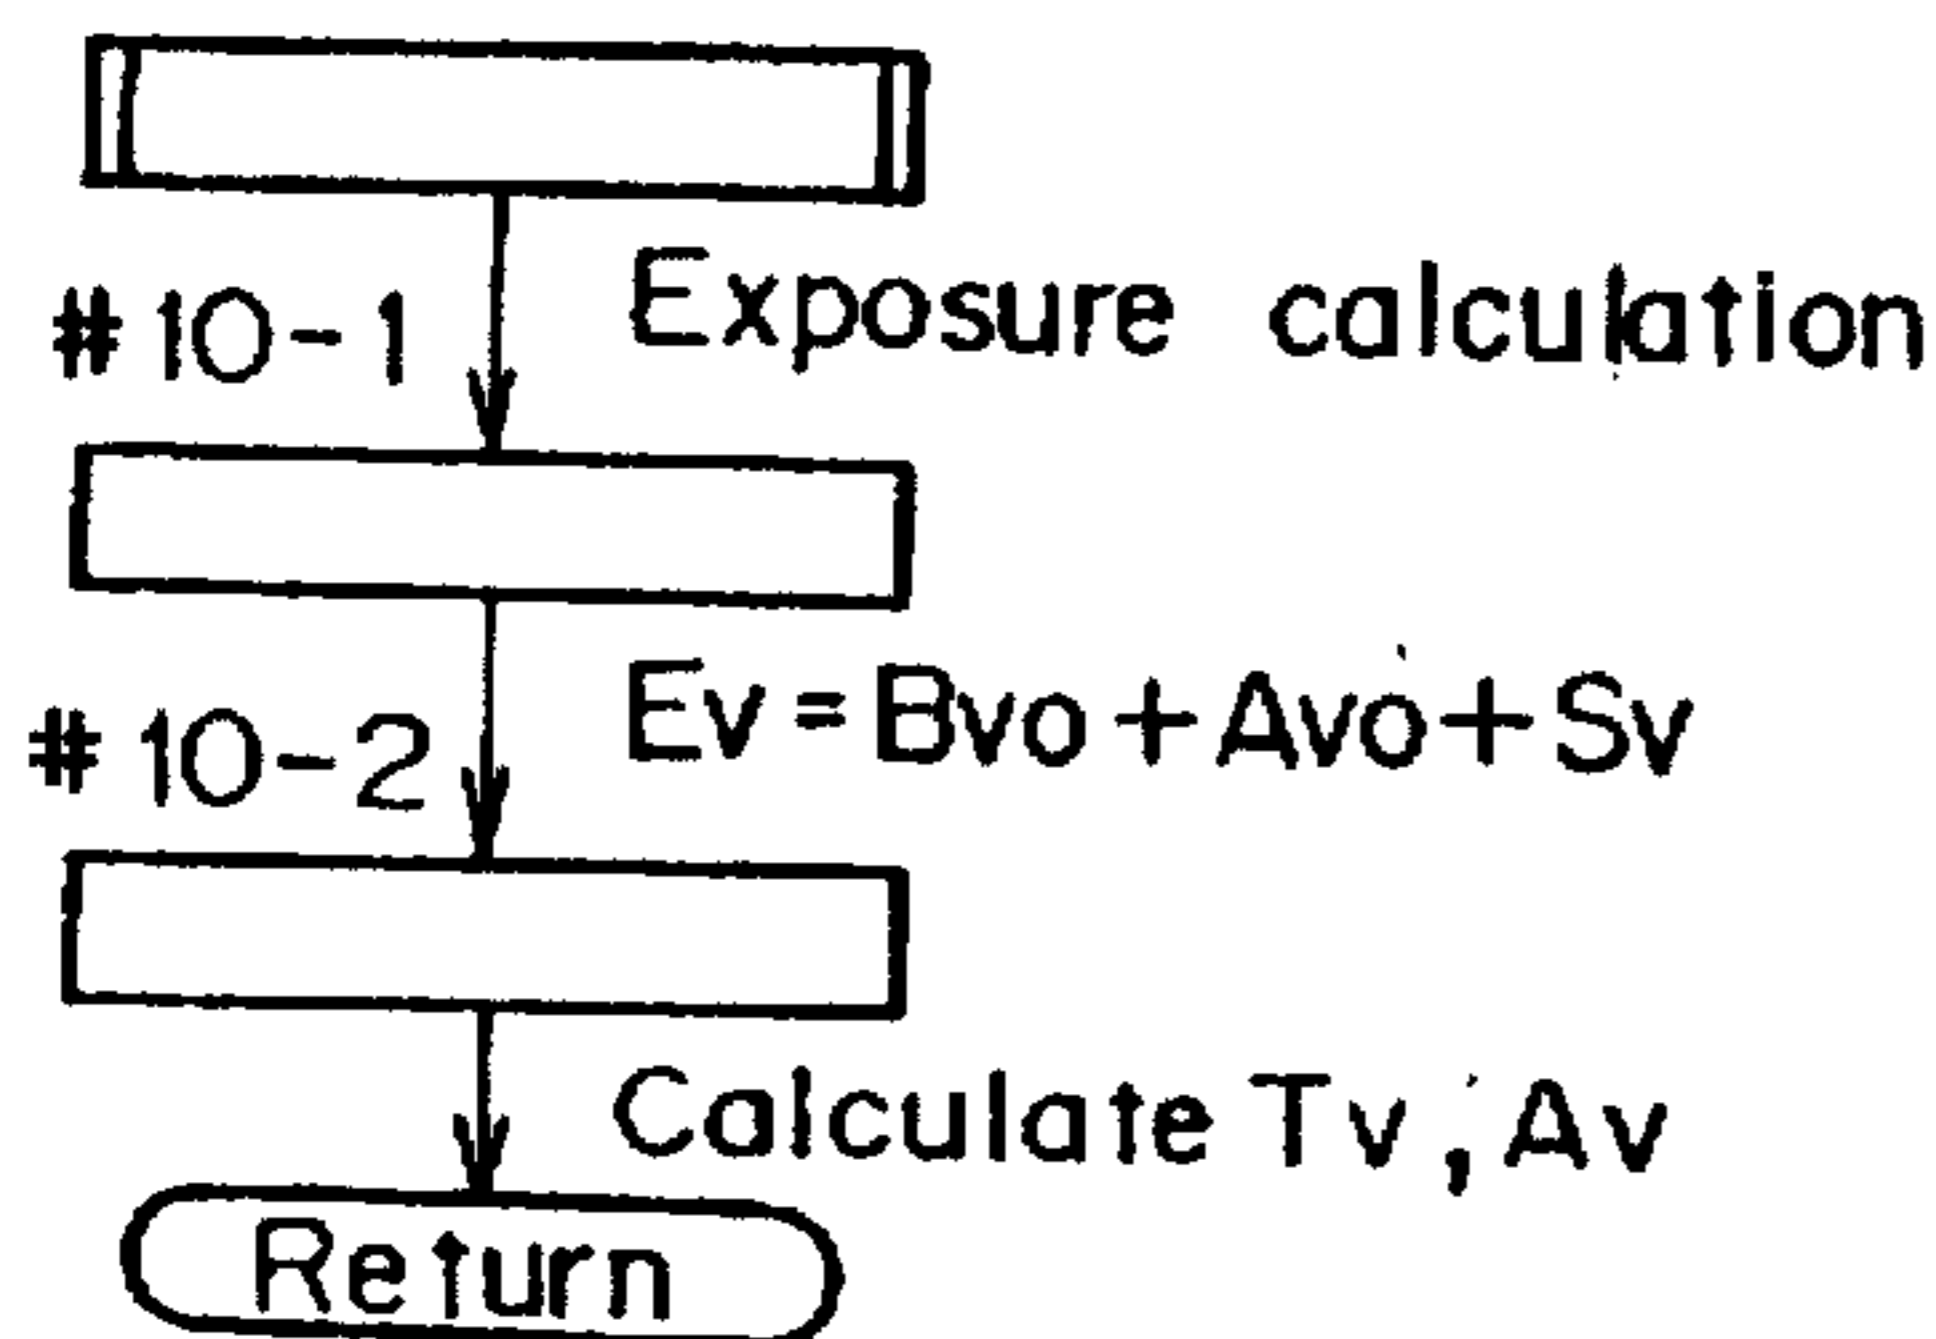 Exposure calculation
#10-1
Ev=Bvo+Avo+Sv
#10-2
Calculate Tv, Av
Return